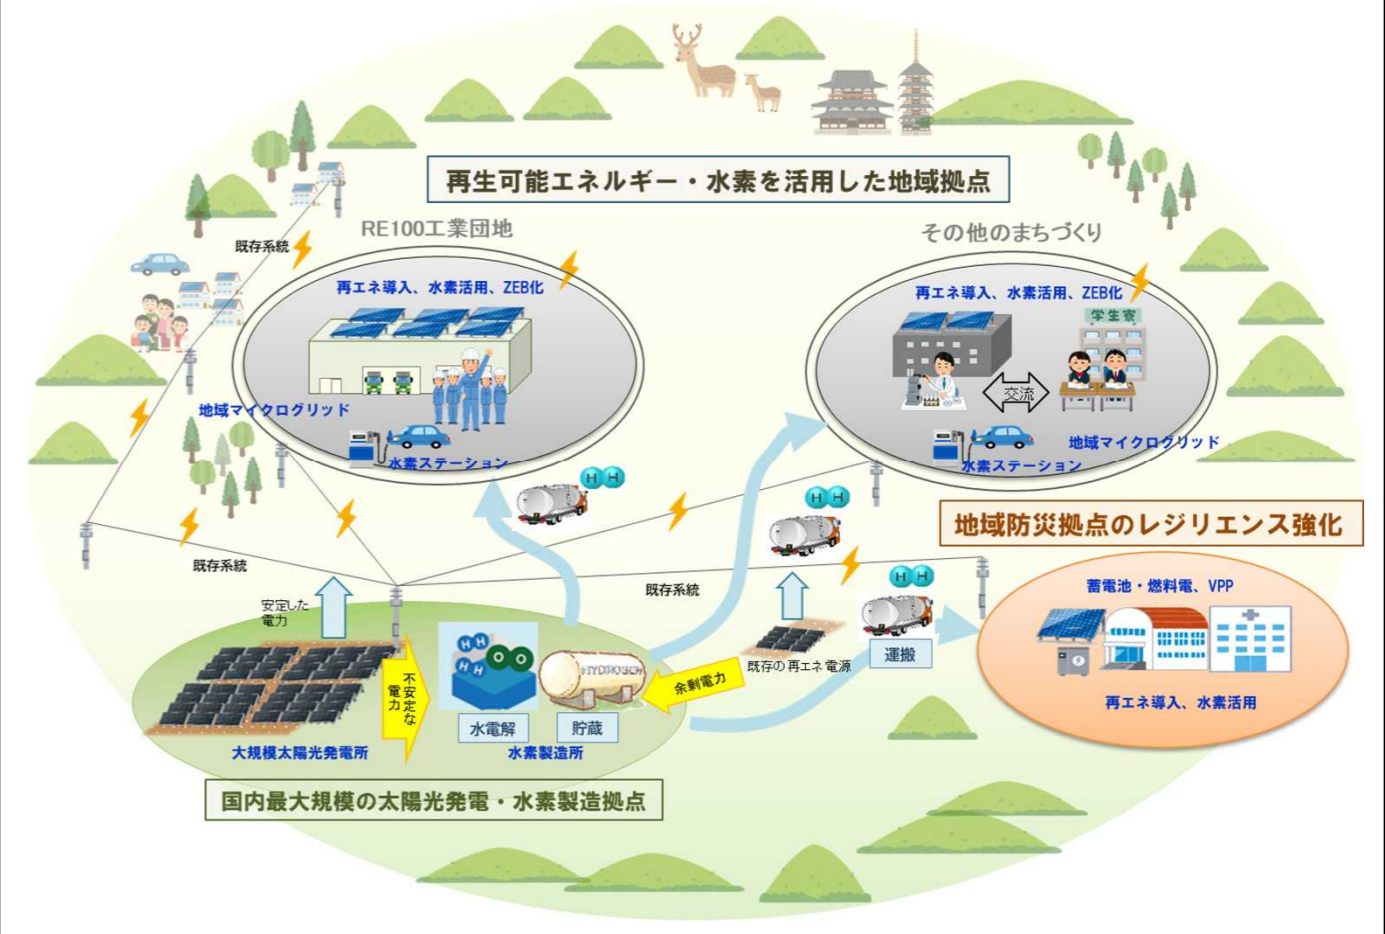 再生可能エネルギー・水素を活用した地域拠点
RE100工業団地
その他のまちづくり
既存系統
再エネ導入、水素活用、ZEB化
地域マイクログリッド
水素ステーション
再エネ導入、水素活用、ZEB化
学生寮
交流
地域マイクログリッド
水素ステーション
H H
H H
地域防災拠点のレジリエンス強化
既存系統
既存系統
H H
蓄電池・燃料電、VPP
再エネ導入、水素活用
安定した
電力
不安定な
電力
H H
H H
O O
HYDROGEN
水電解
貯蔵
余剰電力
既存の再エネ電源
運搬
大規模太陽光発電所
水素製造所
国内最大規模の太陽光発電・水素製造拠点